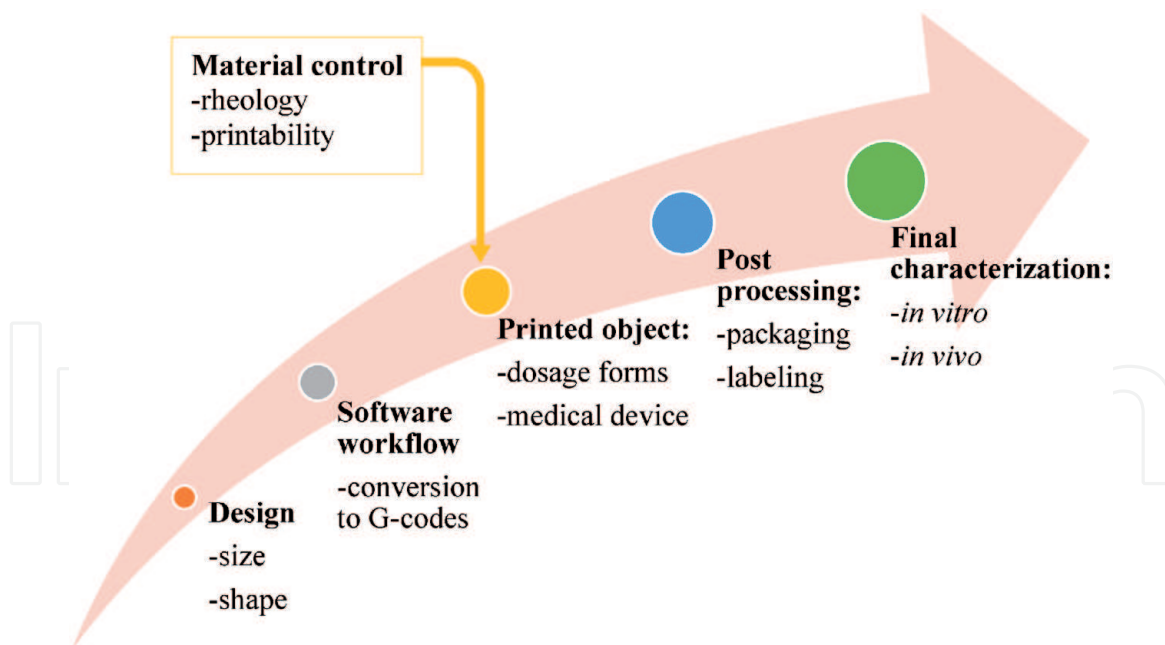 Material control
-rheology
-printability
Design
-size
-shape
Software
workflow
-conversion
to G-codes
Printed object:
-dosage forms
-medical device
Post
processing:
-packaging
-labeling
Final
characterization:
-in vitro
-in vivo